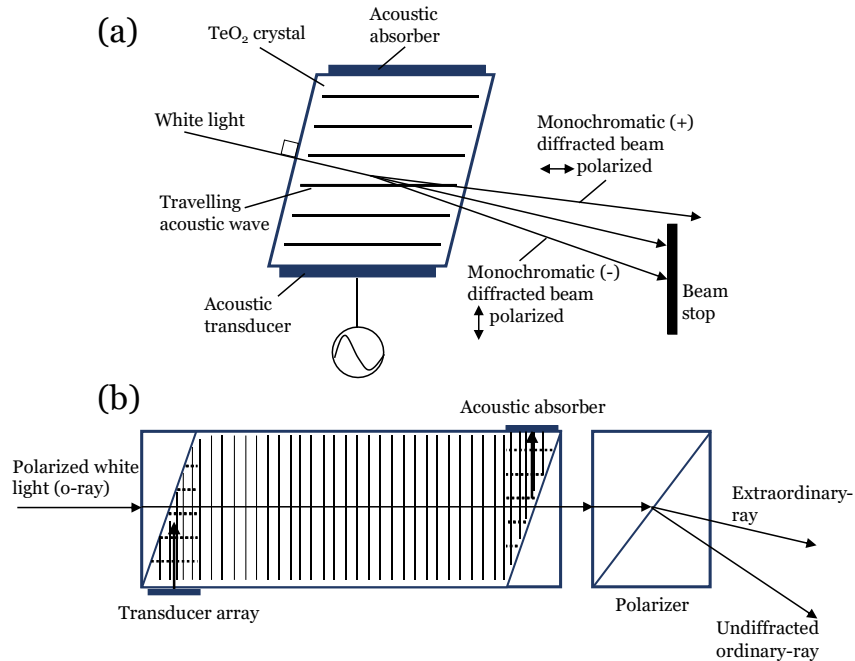 (a)
Acoustic
absorber
TeO₂ crystal
White light
Monochromatic (+)
diffracted beam
polarized
Travelling
acoustic wave
Monochromatic (-)
diffracted beam
polarized
Beam
stop
Acoustic
transducer
(b)
Acoustic absorber
Polarized white
light (o-ray)
Extraordinary-
ray
Transducer array
Polarizer
Undiffracted
ordinary-ray